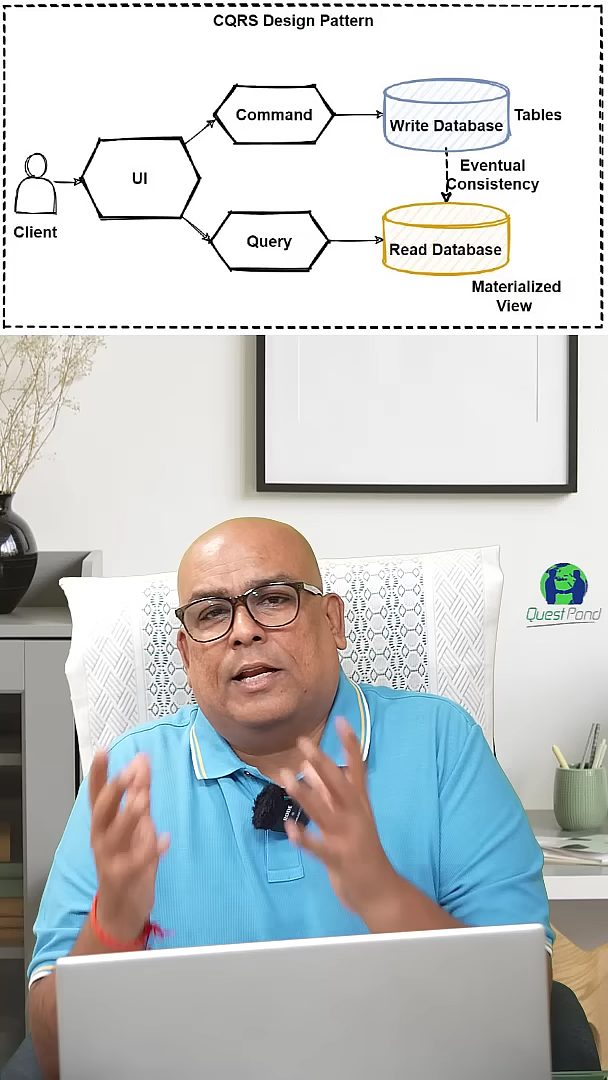 CQRS Design Pattern
Command
Write Database
Tables
UI
Eventual
Consistency
Client
Query
Read Database
Materialized
View
QuestPond